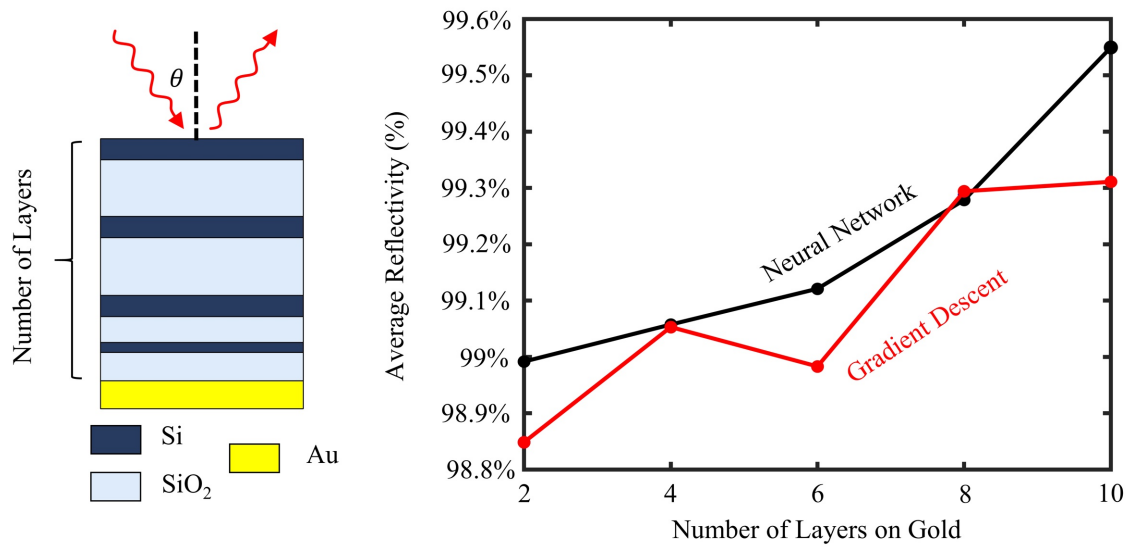 θ
Number of Layers
Si
SiO₂
Au
99.6%
99.5%
99.4%
99.3%
99.2%
99.1%
99%
98.9%
98.8%
Average Reflectivity (%)
Neural Network
Gradient Descent
2 4 6 8 10
Number of Layers on Gold